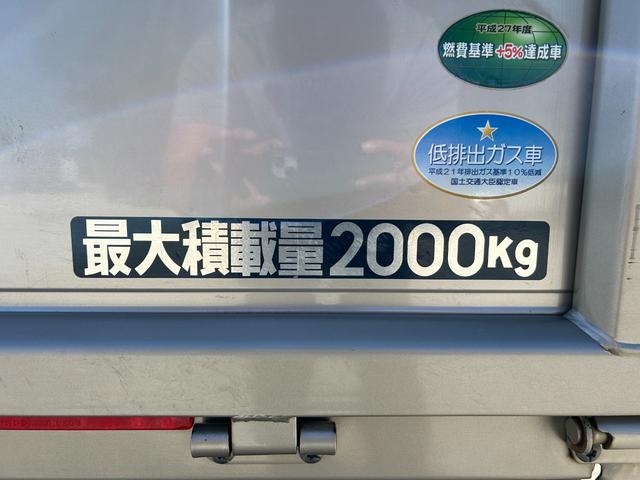 平成27年度
燃費基準+5%達成車
低排出ガス車
平成21年排出ガス基準10%低減
国土交通大臣認定車
最大積載量2000Kg